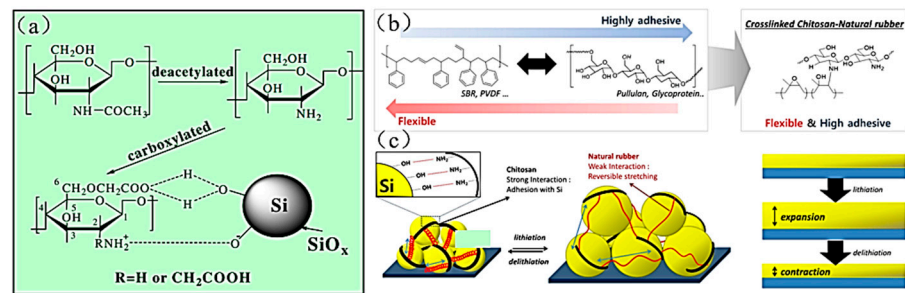 (a)
CH₂OH
O
OH
NH—COCH₃
deacetylated
CH₂OH
O
OH
NH₂
carboxylated
CH₂OCH₂COO
H
H
O
Si
O
SiOₓ
6
5
4
OH
3
2
1
RNH₂⁺
R=H or CH₂COOH
(b)
Highly adhesive
SBR, PVDF ...
Pullulan, Glycoprotein..
Flexible
Crosslinked Chitosan-Natural rubber
Flexible & High adhesive
(c)
Si
OH
NH₂
OH
NH₂
OH
NH₂
Chitosan
Strong Interaction :
Adhesion with Si
Natural rubber
Weak Interaction :
Reversible stretching
lithiation
delithiation
lithiation
expansion
delithiation
contraction